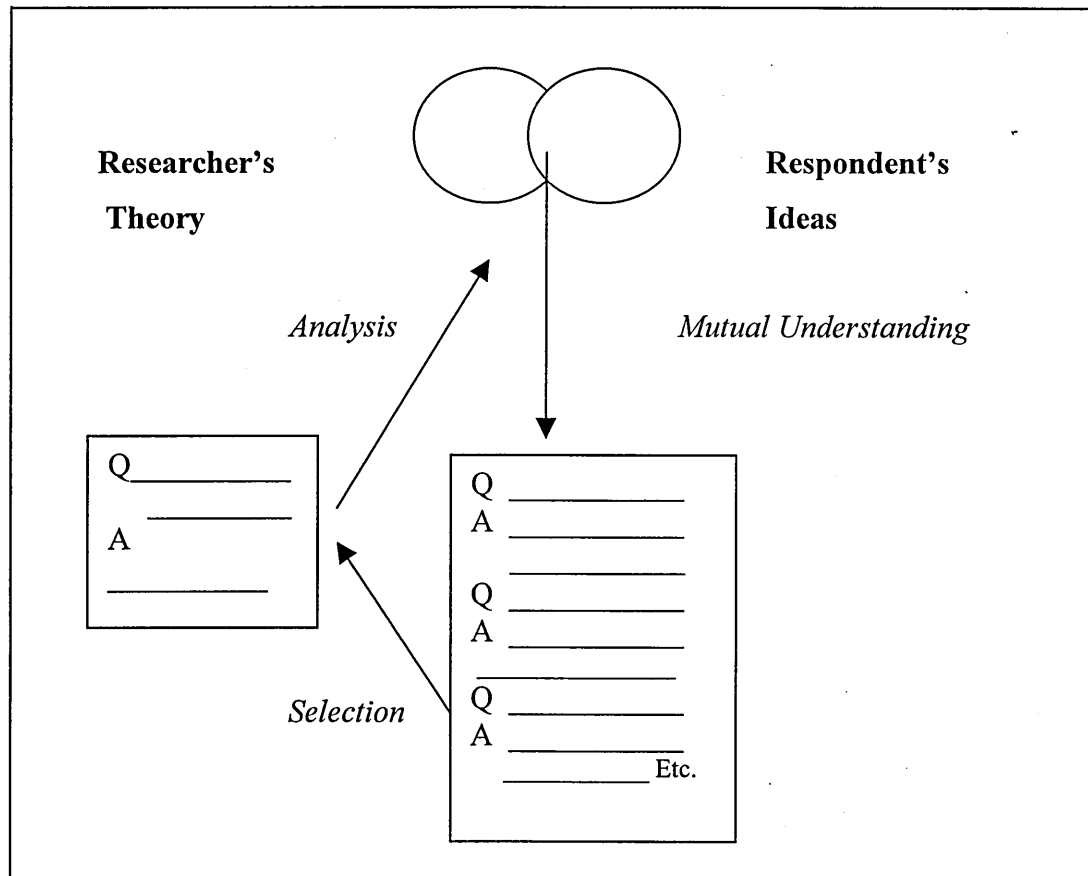 Researcher's
Theory
Respondent's
Ideas
Analysis
Mutual Understanding
Q
A
Q
A
Q
A
Q
A
Selection
Etc.